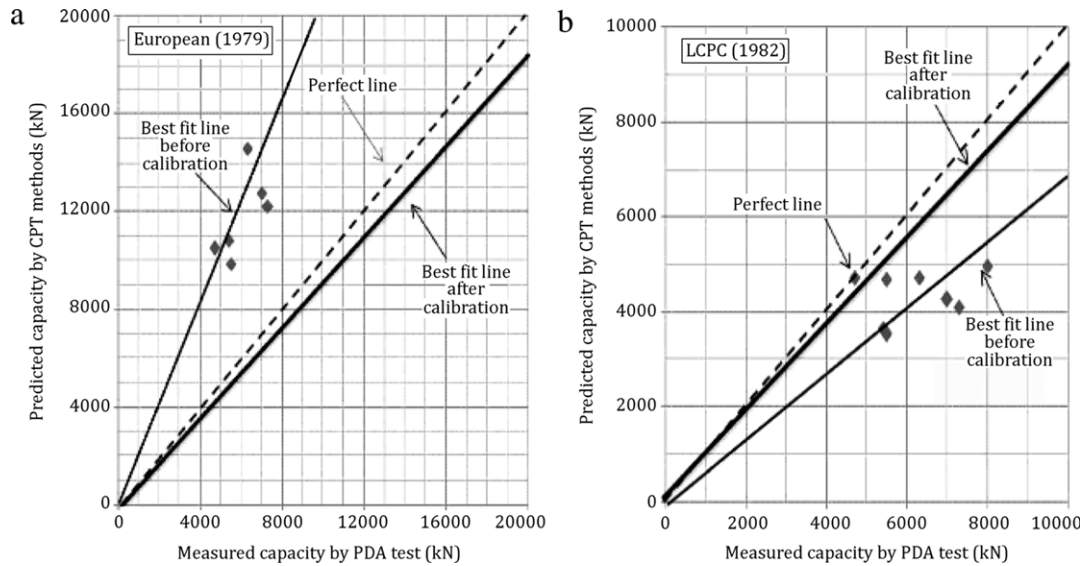 a
20000
16000
12000
8000
4000
0
European (1979)
Perfect line
Best fit line
before
calibration
Best fit line
after
calibration
0 4000 8000 12000 16000 20000
Measured capacity by PDA test (kN)
Predicted capacity by CPT methods (kN)
b
10000
8000
6000
4000
2000
0
LCPC (1982)
Best fit line
after
calibration
Perfect line
Best fit line
before
calibration
0 2000 4000 6000 8000 10000
Measured capacity by PDA test (kN)
Predicted capacity by CPT methods (kN)